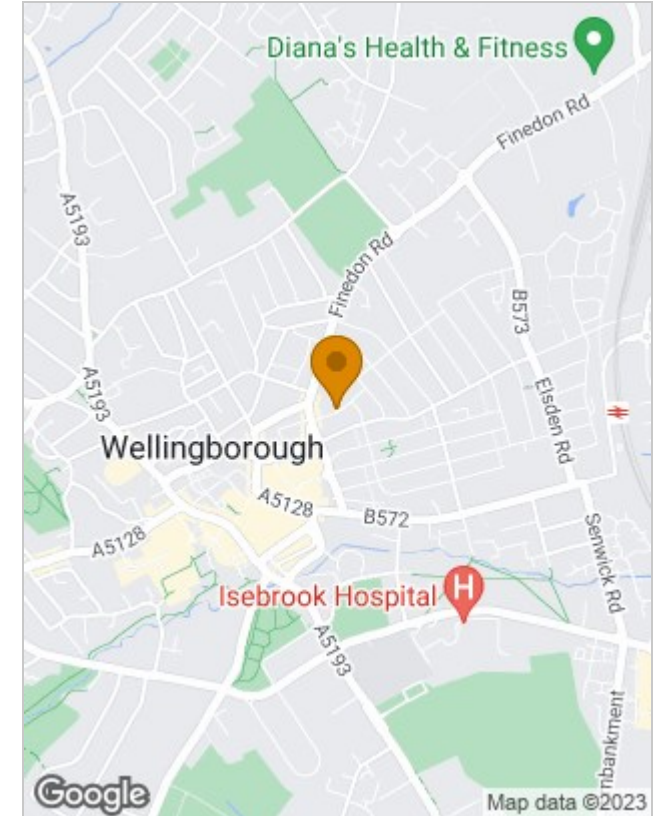 Diana's Health & Fitness
Finedon Rd
A5193
Finedon Rd
B573
A5193
Elsden Rd
Wellingborough
A5128
B572
A5128
Senwick Rd
Isebrook Hospital
H
A5193
nbankment
Google
Map data ©2023